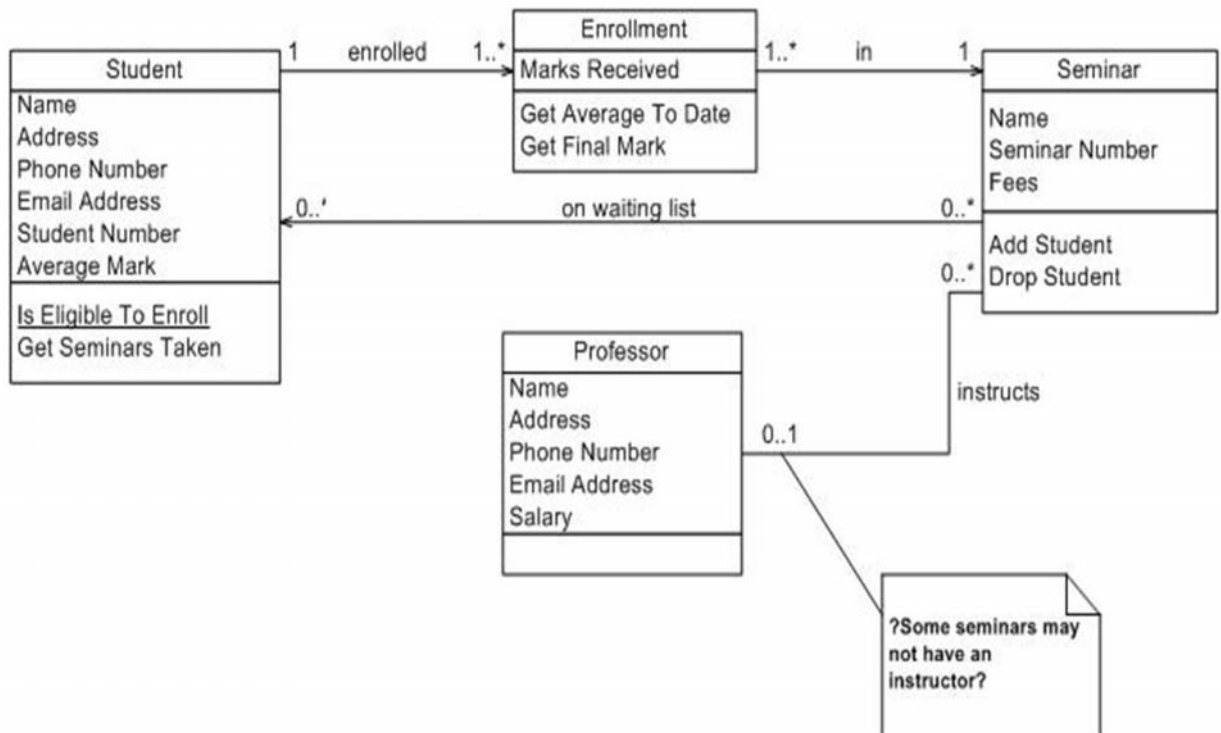 Enrollment
Marks Received
Get Average To Date
Get Final Mark
1 enrolled 1..*
1..* in 1
Student
Name
Address
Phone Number
Email Address
Student Number
Average Mark
Is Eligible To Enroll
Get Seminars Taken
Seminar
Name
Seminar Number
Fees
Add Student
Drop Student
0..' on waiting list 0..*
0..*
instructs
0..1
Professor
Name
Address
Phone Number
Email Address
Salary
?Some seminars may
not have an
instructor?